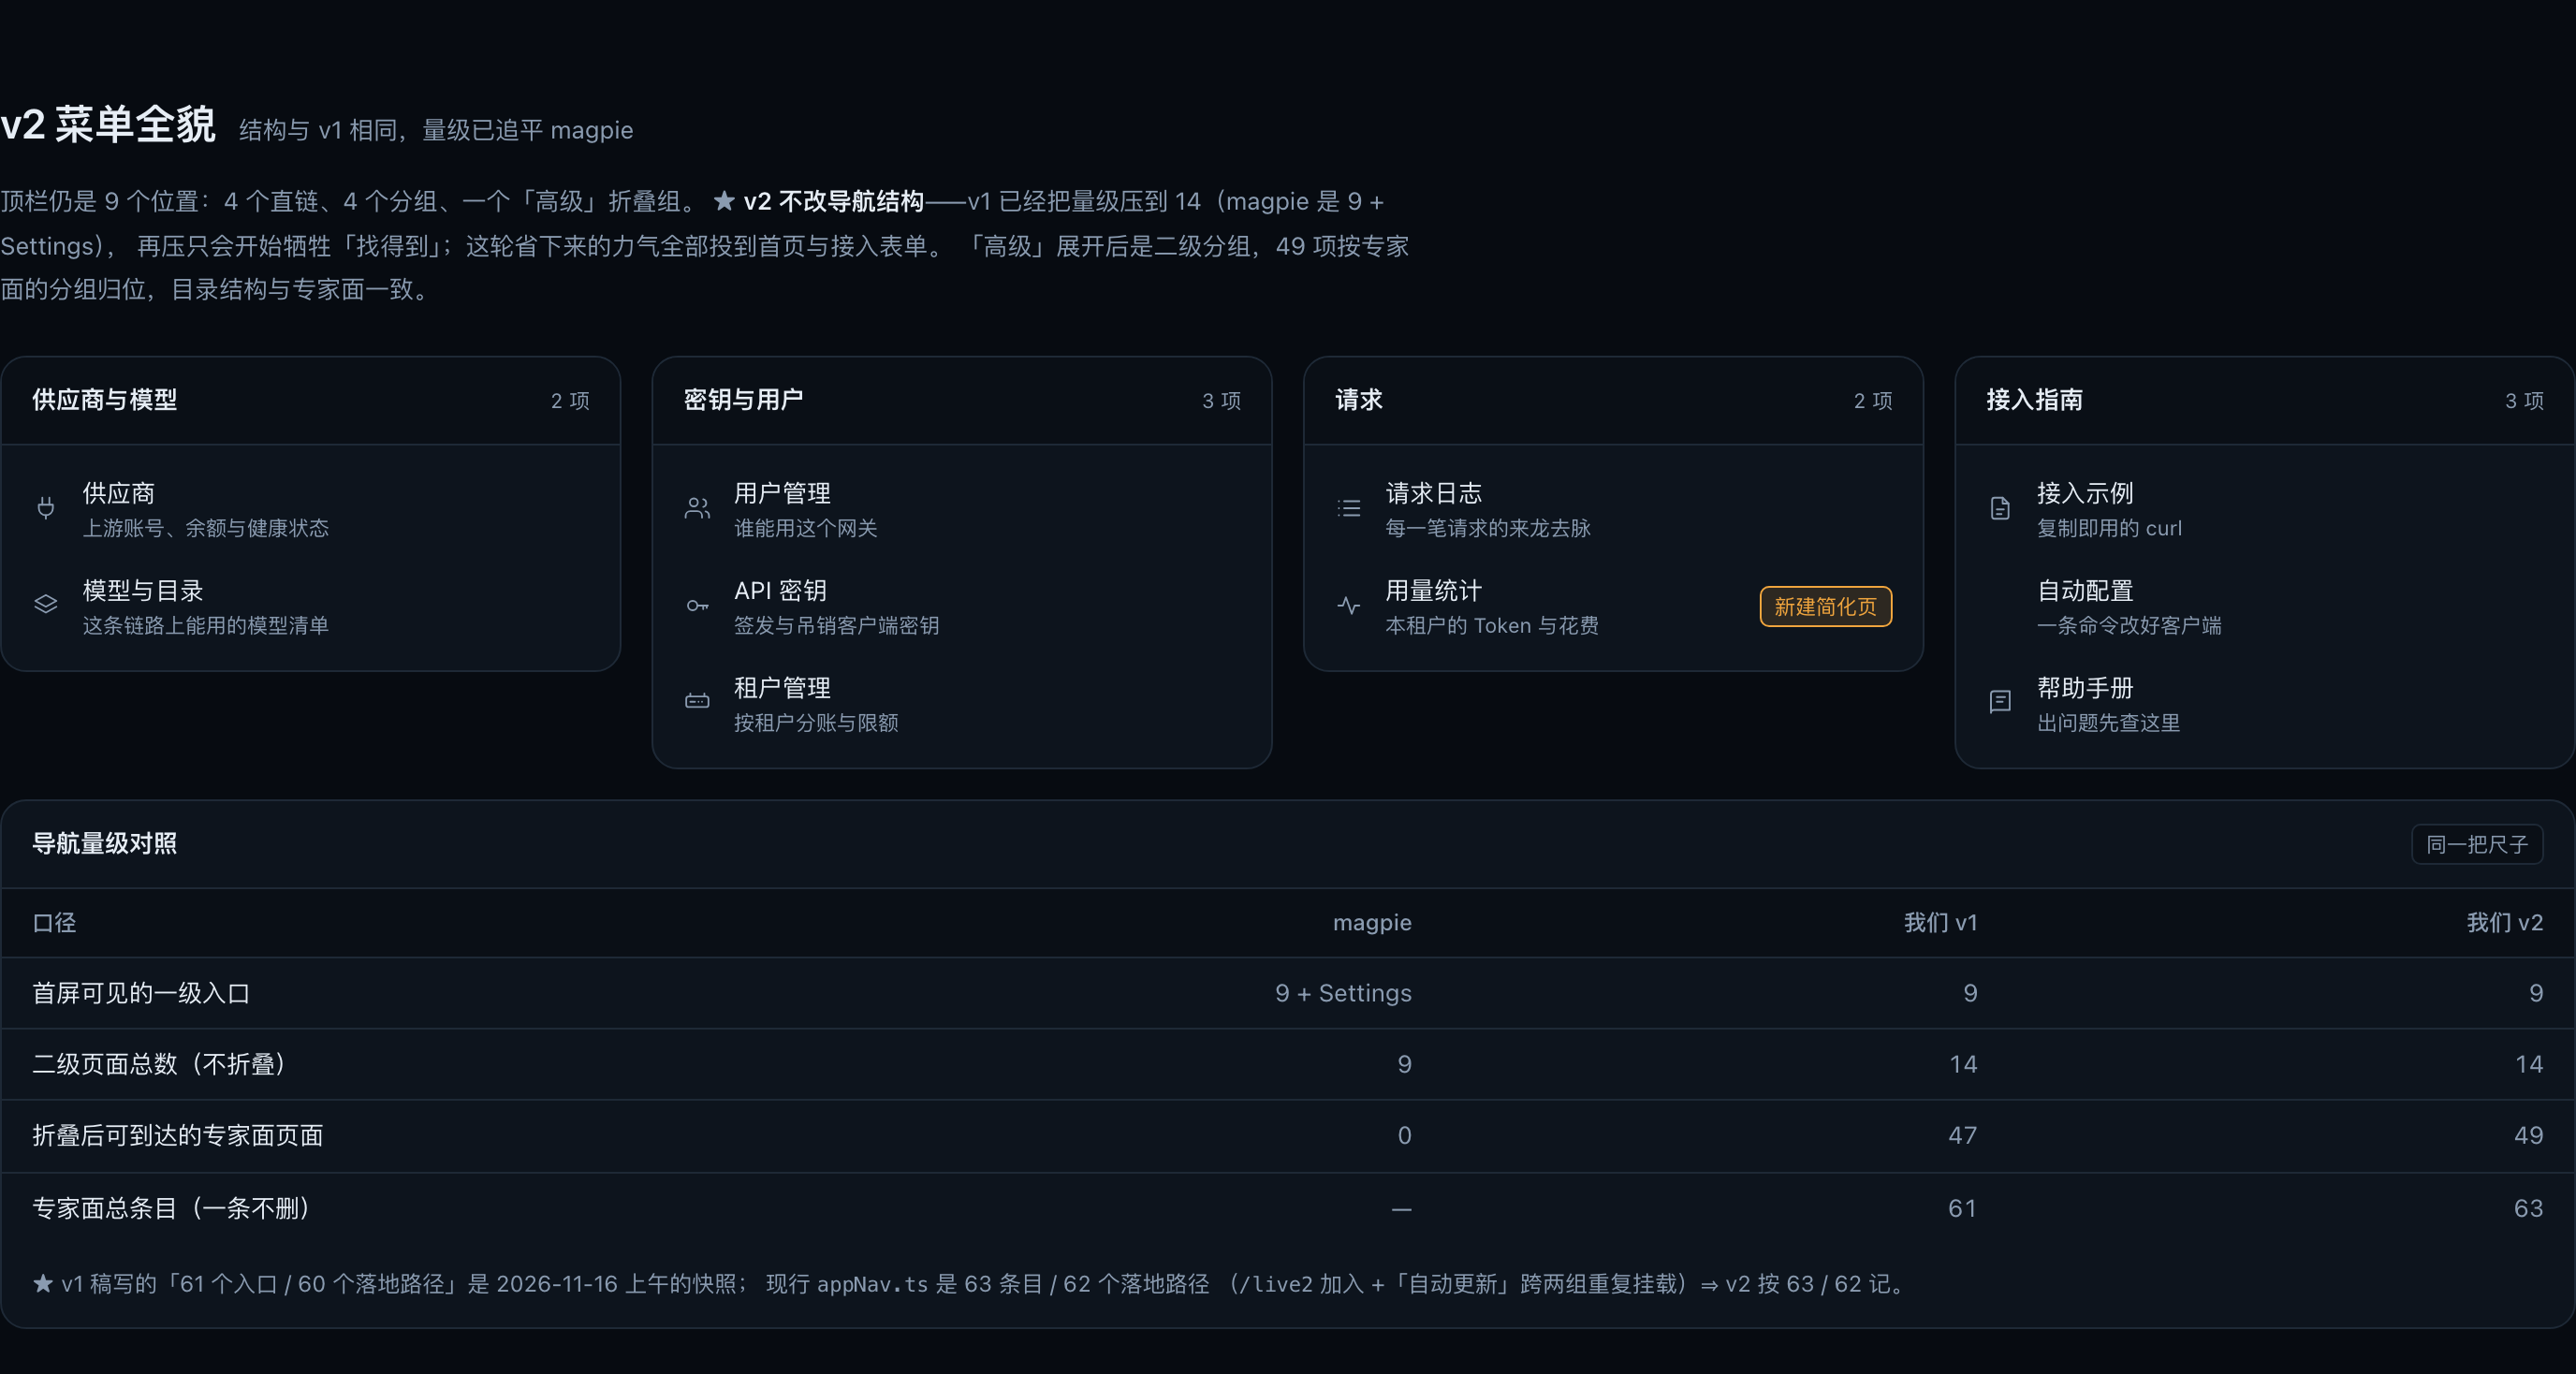 v2 菜单全貌 结构与 v1 相同，量级已追平 magpie
顶栏仍是 9 个位置：4 个直链、4 个分组、一个「高级」折叠组。 ★ v2 不改导航结构——v1 已经把量级压到 14（magpie 是 9 +
Settings）， 再压只会开始牺牲「找得到」；这轮省下来的力气全部投到首页与接入表单。 「高级」展开后是二级分组，49 项按专家
面的分组归位，目录结构与专家面一致。
供应商与模型 2 项
供应商
上游账号、余额与健康状态
模型与目录
这条链路上能用的模型清单
密钥与用户 3 项
用户管理
谁能用这个网关
API 密钥
签发与吊销客户端密钥
租户管理
按租户分账与限额
请求 2 项
请求日志
每一笔请求的来龙去脉
用量统计
本租户的 Token 与花费
新建简化页
接入指南 3 项
接入示例
复制即用的 curl
自动配置
一条命令改好客户端
帮助手册
出问题先查这里
导航量级对照 同一把尺子
口径 magpie 我们 v1 我们 v2
首屏可见的一级入口 9 + Settings 9 9
二级页面总数（不折叠） 9 14 14
折叠后可到达的专家面页面 0 47 49
专家面总条目（一条不删） — 61 63
★ v1 稿写的「61 个入口 / 60 个落地路径」是 2026-11-16 上午的快照； 现行 appNav.ts 是 63 条目 / 62 个落地路径 （/live2 加入 +「自动更新」跨两组重复挂载）⇒ v2 按 63 / 62 记。